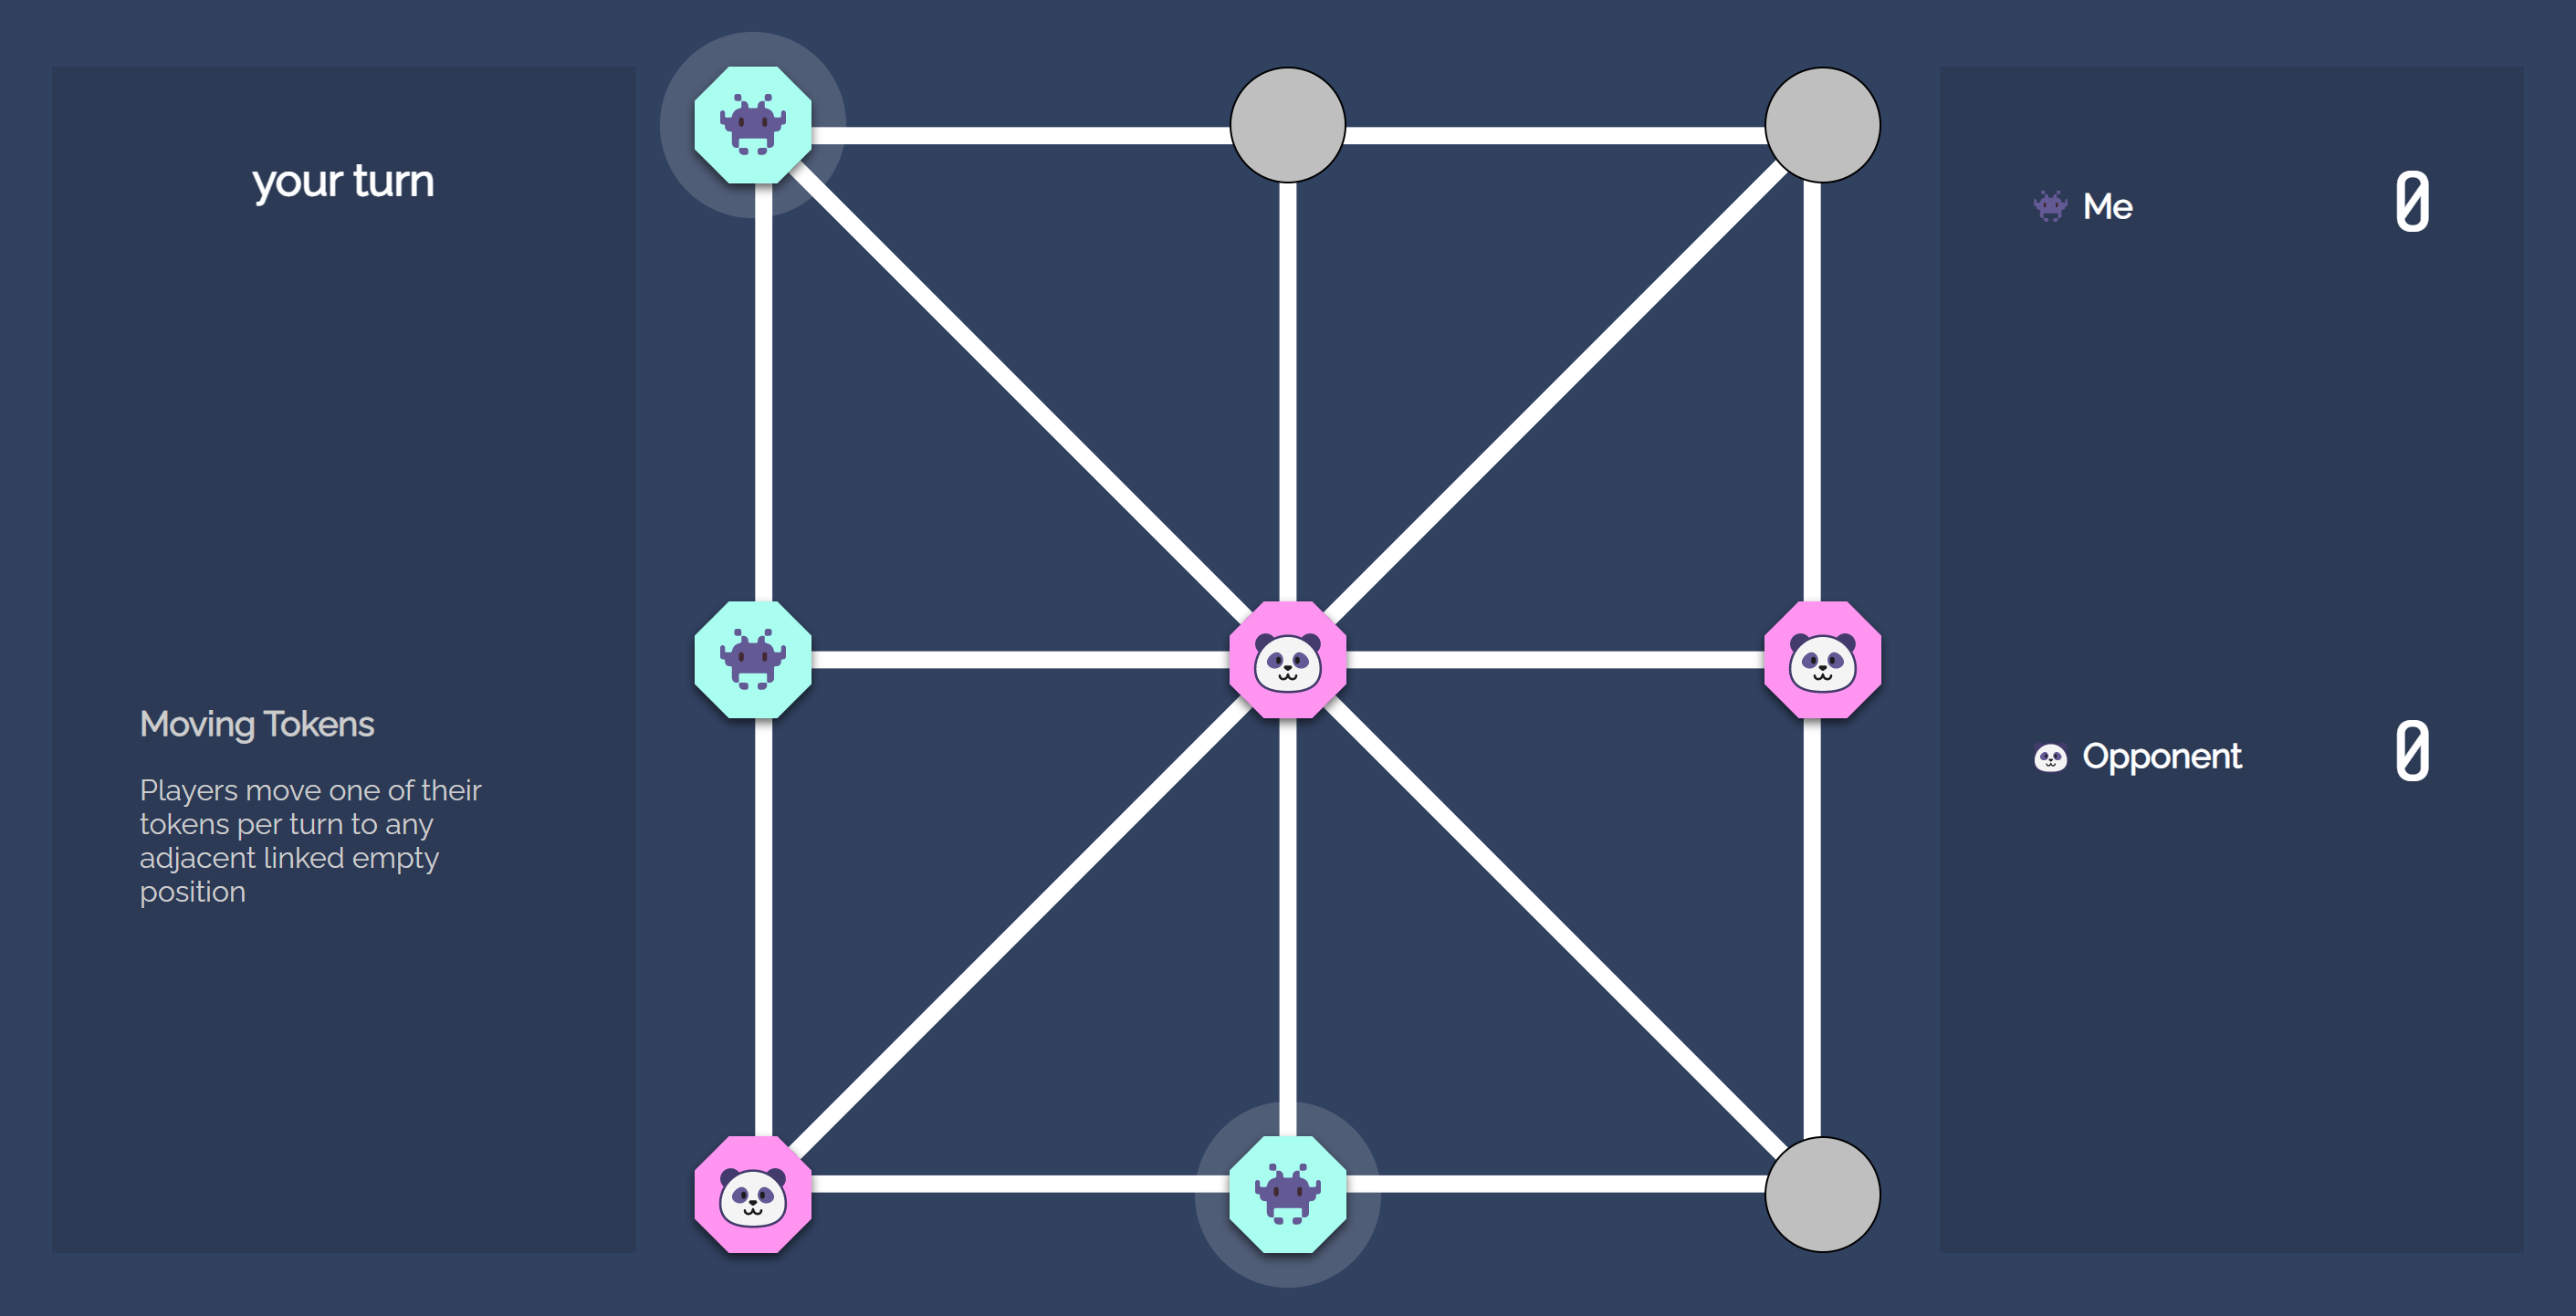 your turn
Moving Tokens
Players move one of their
tokens per turn to any
adjacent linked empty
position
Me 0
Opponent 0